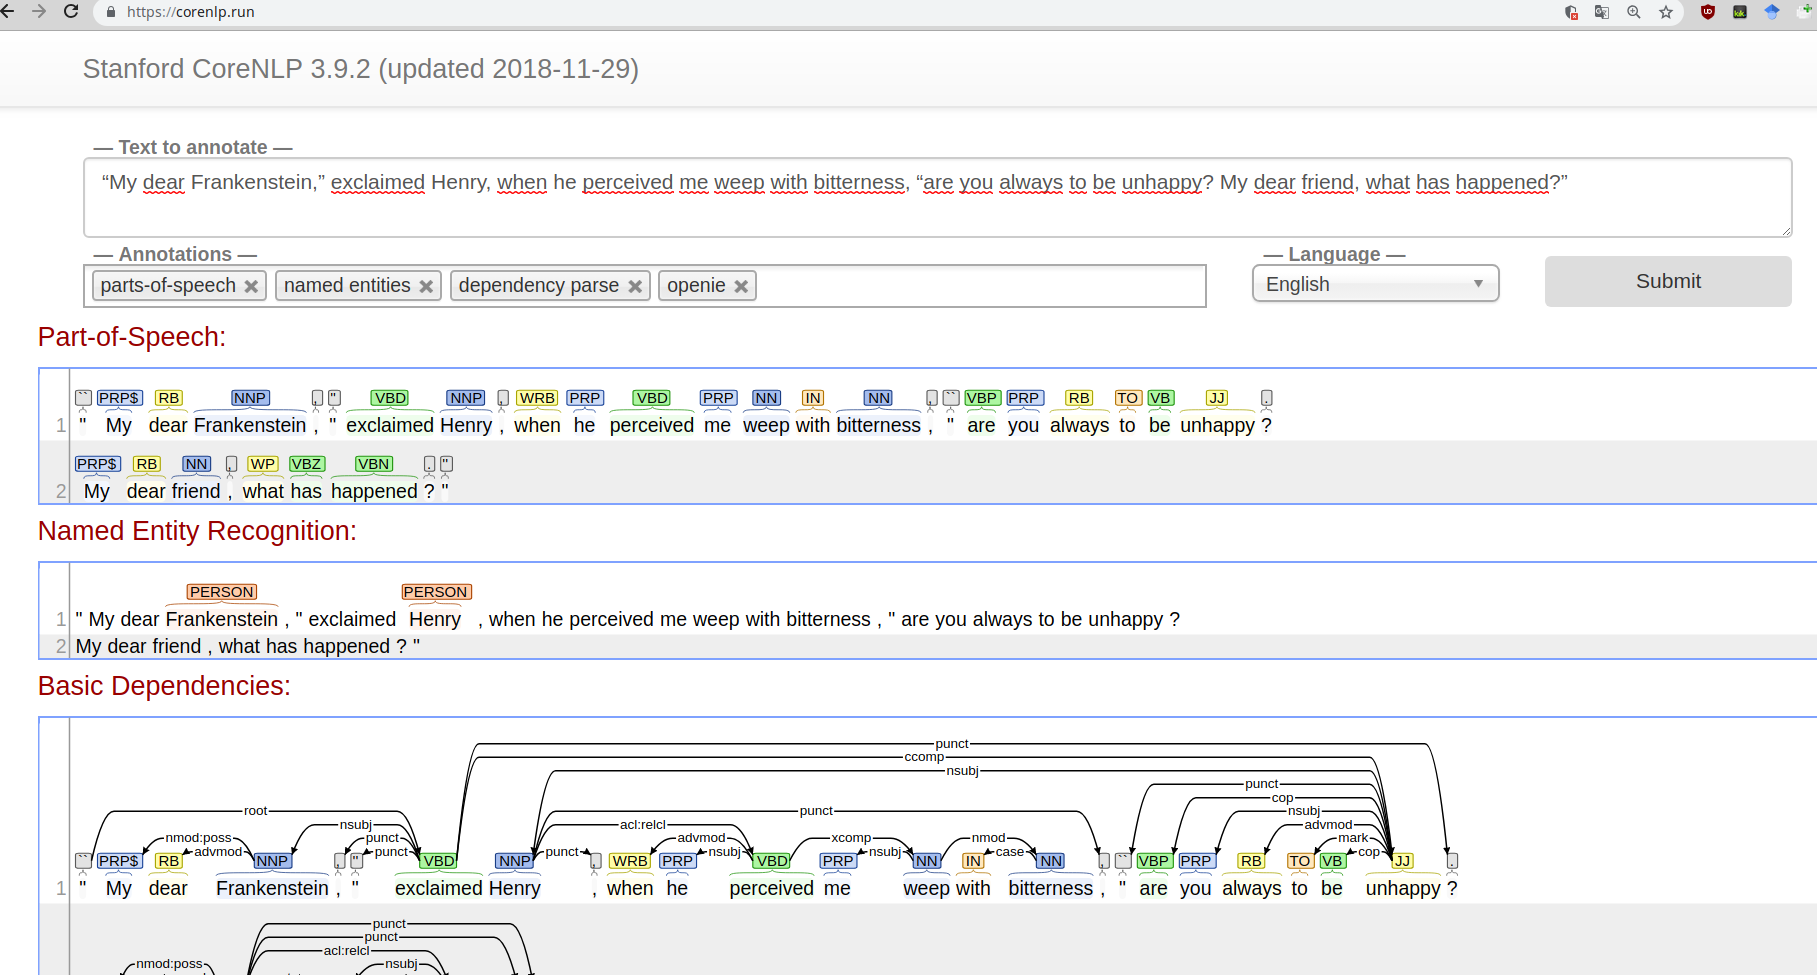 https://corenlp.run
Stanford CoreNLP 3.9.2 (updated 2018-11-29)
— Text to annotate —
“My dear Frankenstein,” exclaimed Henry, when he perceived me weep with bitterness, “are you always to be unhappy? My dear friend, what has happened?”
— Annotations —
— Language —
parts-of-speech × named entities × dependency parse × openie ×
English
Submit
Part-of-Speech:
`` PRP$ RB NNP , '' VBD NNP , WRB PRP VBD PRP NN IN NN , `` VBP PRP RB TO VB JJ .
1 " My dear Frankenstein , " exclaimed Henry , when he perceived me weep with bitterness , " are you always to be unhappy ?
PRP$ RB NN , WP VBZ VBN . ''
2 My dear friend , what has happened ? "
Named Entity Recognition:
PERSON PERSON
1 " My dear Frankenstein , " exclaimed Henry , when he perceived me weep with bitterness , " are you always to be unhappy ?
2 My dear friend , what has happened ? "
Basic Dependencies:
punct
ccomp
nsubj
punct
cop
root punct nsubj
nsubj acl:relcl advmod
nmod:poss punct advmod xcomp nmod mark
advmod punct punct nsubj nsubj case cop
`` PRP$ RB NNP , '' VBD NNP , WRB PRP VBD PRP NN IN NN , `` VBP PRP RB TO VB JJ .
1 " My dear Frankenstein , " exclaimed Henry , when he perceived me weep with bitterness , " are you always to be unhappy ?
punct
punct
acl:relcl
nmod:poss nsubj